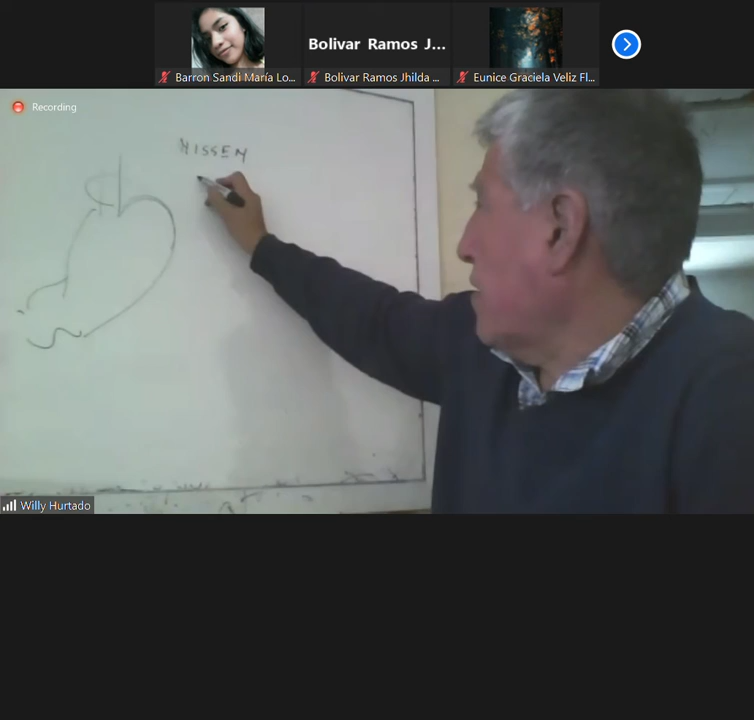 Bolivar Ramos J...
Barron Sandi María Lo...
Bolivar Ramos Jhilda ...
Eunice Graciela Veliz Fl...
Recording
NISSEN
Willy Hurtado